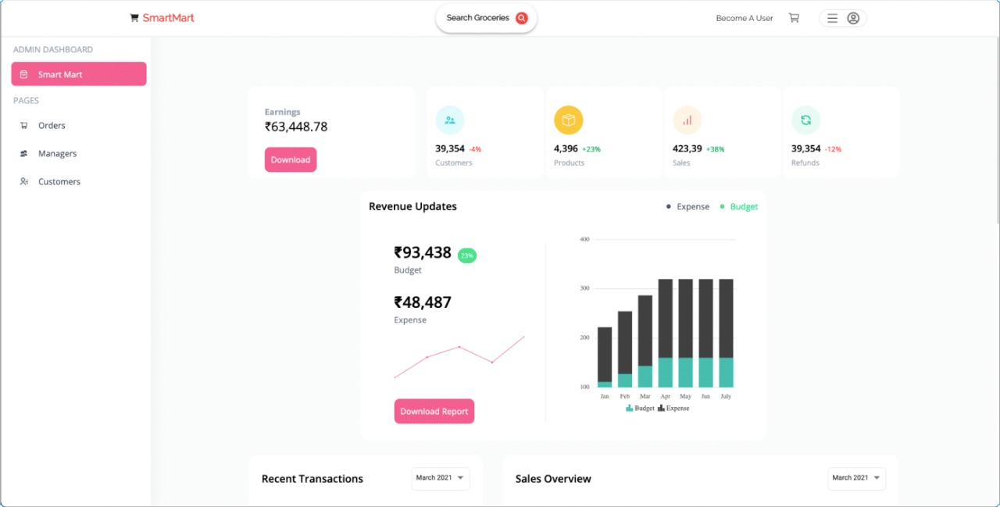 SmartMart
Search Groceries
Become A User
ADMIN DASHBOARD
Smart Mart
PAGES
Orders
Managers
Customers
Earnings
₹63,448.78
Download
39,354 -4%
Customers
4,396 +23%
Products
423,39 +38%
Sales
39,354 -12%
Refunds
Revenue Updates
Expense
Budget
₹93,438 23%
Budget
₹48,487
Expense
Download Report
400
300
200
100
Jan Feb Mar Apr May Jun July
Budget Expense
Recent Transactions
March 2021
Sales Overview
March 2021